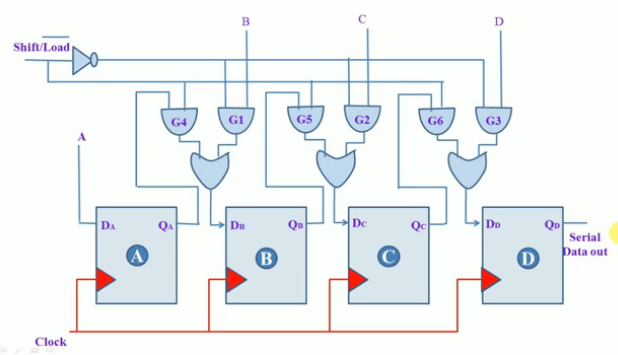 B
C
D
Shift/Load
G4
G1
G5
G2
G6
G3
A
DA
QA
DB
QB
DC
QC
DD
QD
A
B
C
D
Serial
Data out
Clock